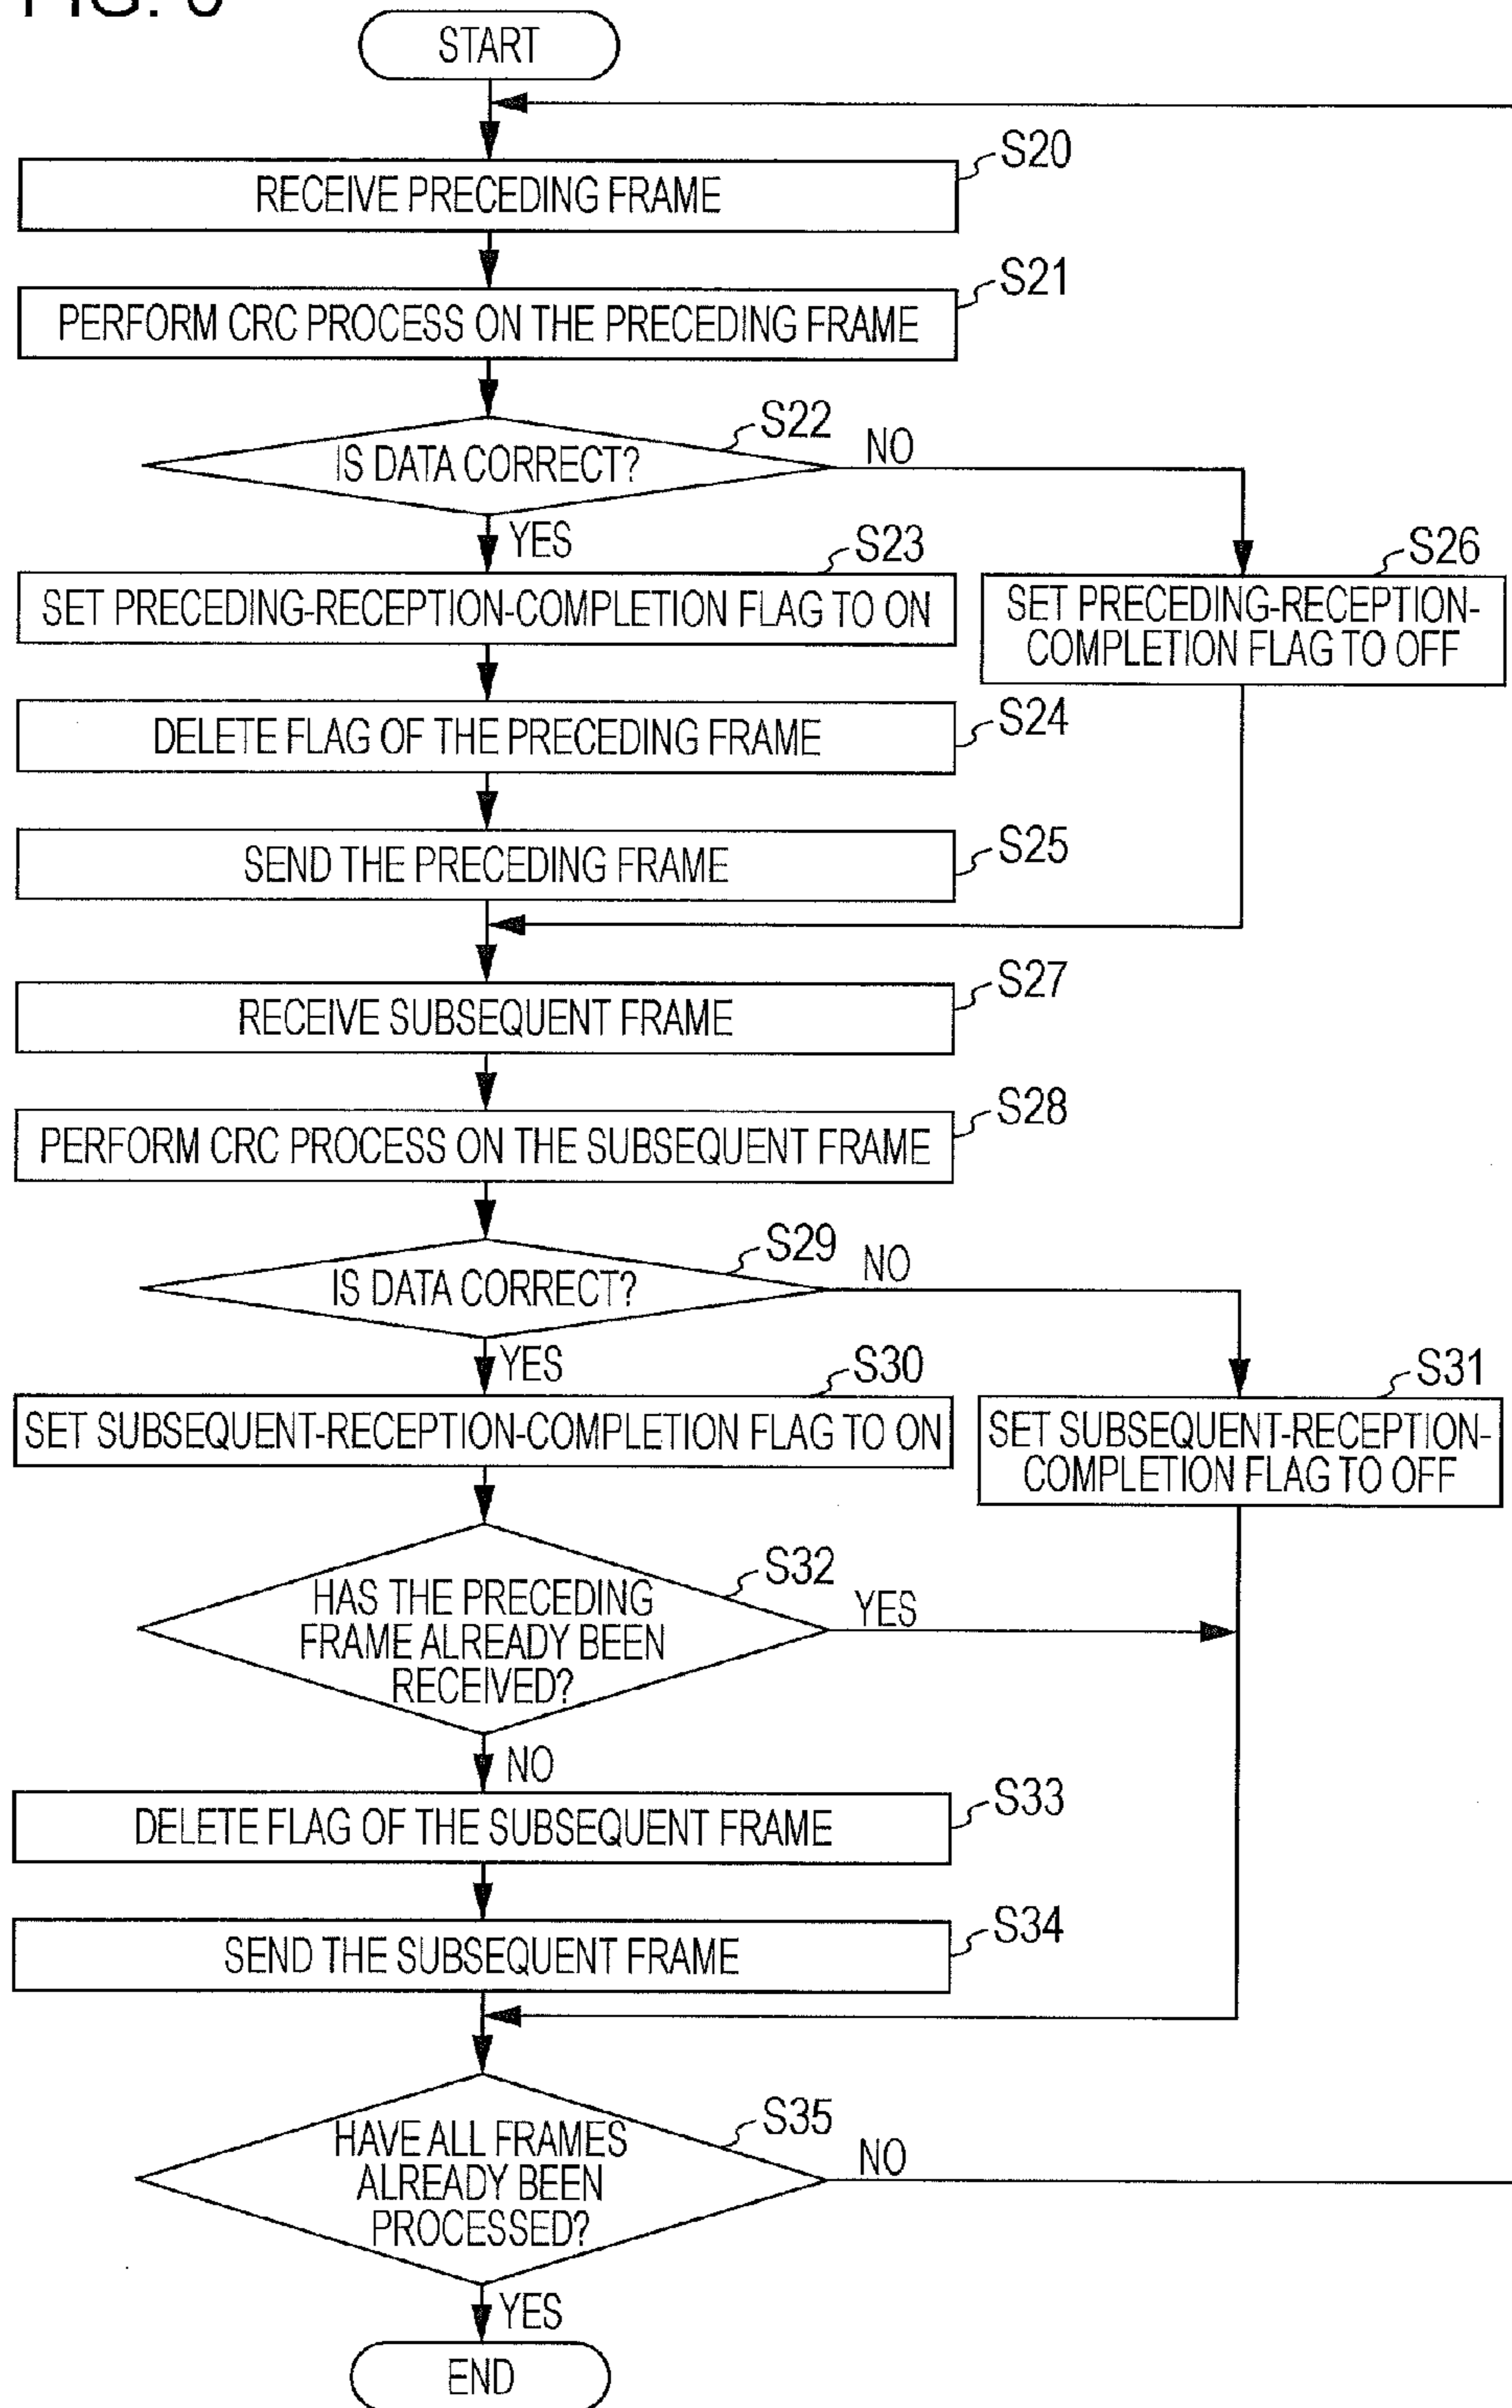 START
S20
RECEIVE PRECEDING FRAME
S21
PERFORM CRC PROCESS ON THE PRECEDING FRAME
S22
IS DATA CORRECT?
NO
YES
S23
SET PRECEDING-RECEPTION-COMPLETION FLAG TO ON
S26
SET PRECEDING-RECEPTION-
COMPLETION FLAG TO OFF
S24
DELETE FLAG OF THE PRECEDING FRAME
S25
SEND THE PRECEDING FRAME
S27
RECEIVE SUBSEQUENT FRAME
S28
PERFORM CRC PROCESS ON THE SUBSEQUENT FRAME
S29
IS DATA CORRECT?
NO
YES
S30
SET SUBSEQUENT-RECEPTION-COMPLETION FLAG TO ON
S31
SET SUBSEQUENT-RECEPTION-
COMPLETION FLAG TO OFF
S32
HAS THE PRECEDING
FRAME ALREADY BEEN
RECEIVED?
YES
NO
S33
DELETE FLAG OF THE SUBSEQUENT FRAME
S34
SEND THE SUBSEQUENT FRAME
S35
HAVE ALL FRAMES
ALREADY BEEN
PROCESSED?
NO
YES
END